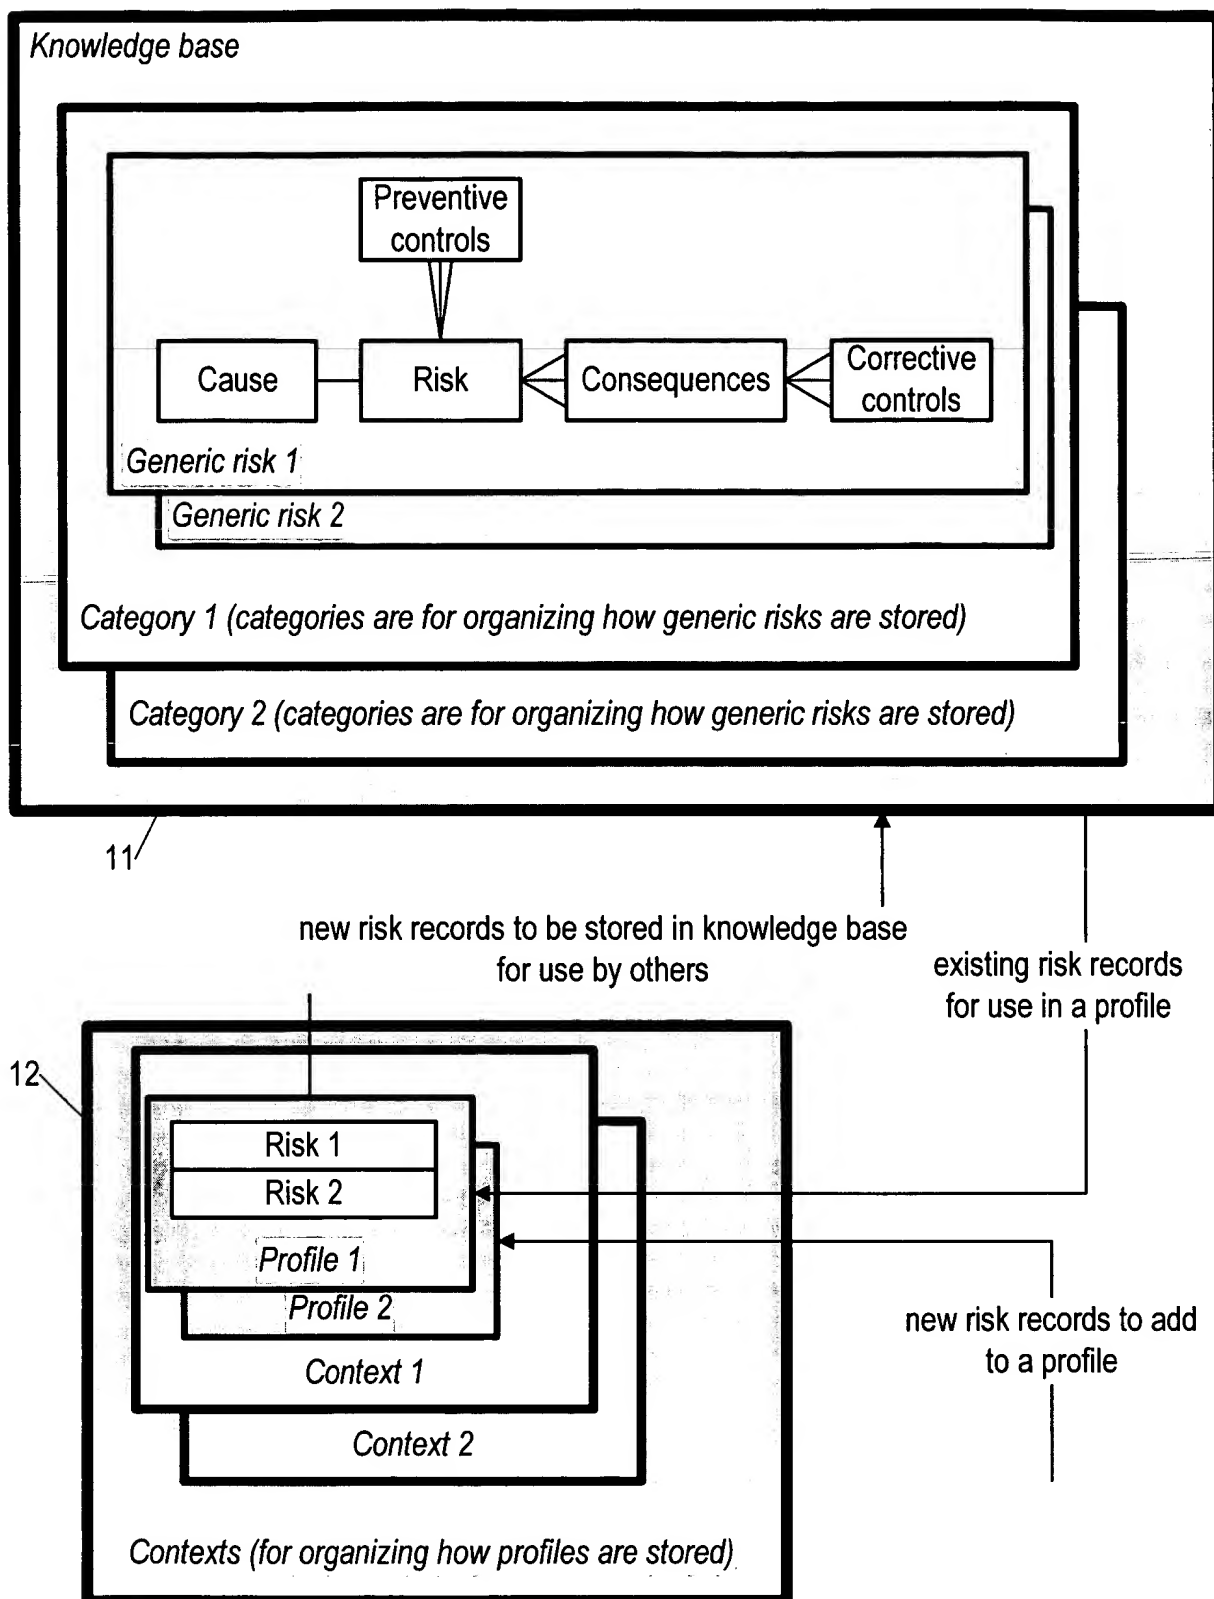 Knowledge base
Preventive
controls
Cause
Risk
Consequences
Corrective
controls
Generic risk 1
Generic risk 2
Category 1 (categories are for organizing how generic risks are stored)
Category 2 (categories are for organizing how generic risks are stored)
11
new risk records to be stored in knowledge base
for use by others
existing risk records
for use in a profile
12
Risk 1
Risk 2
Profile 1
Profile 2
new risk records to add
to a profile
Context 1
Context 2
Contexts (for organizing how profiles are stored)